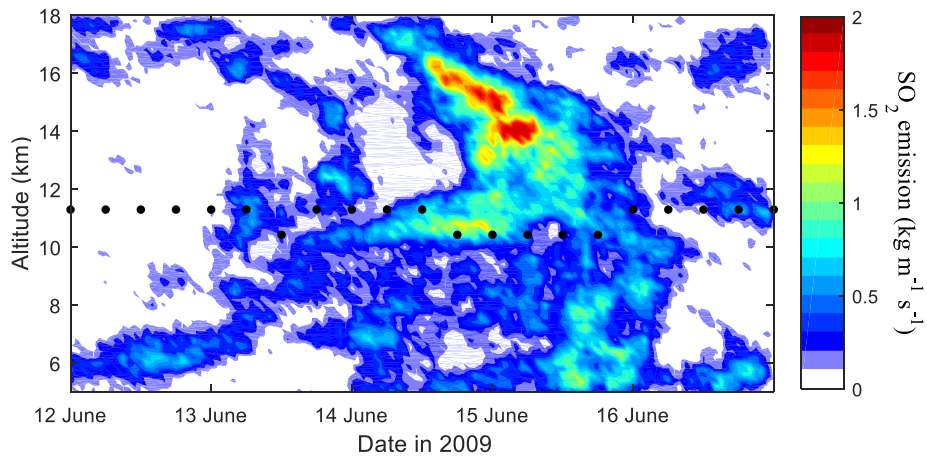 18
16
14
12
10
8
6
Altitude (km)
12 June
13 June
14 June
15 June
16 June
Date in 2009
2
1.5
1
0.5
0
SO₂ emission (kg m⁻¹ s⁻¹)